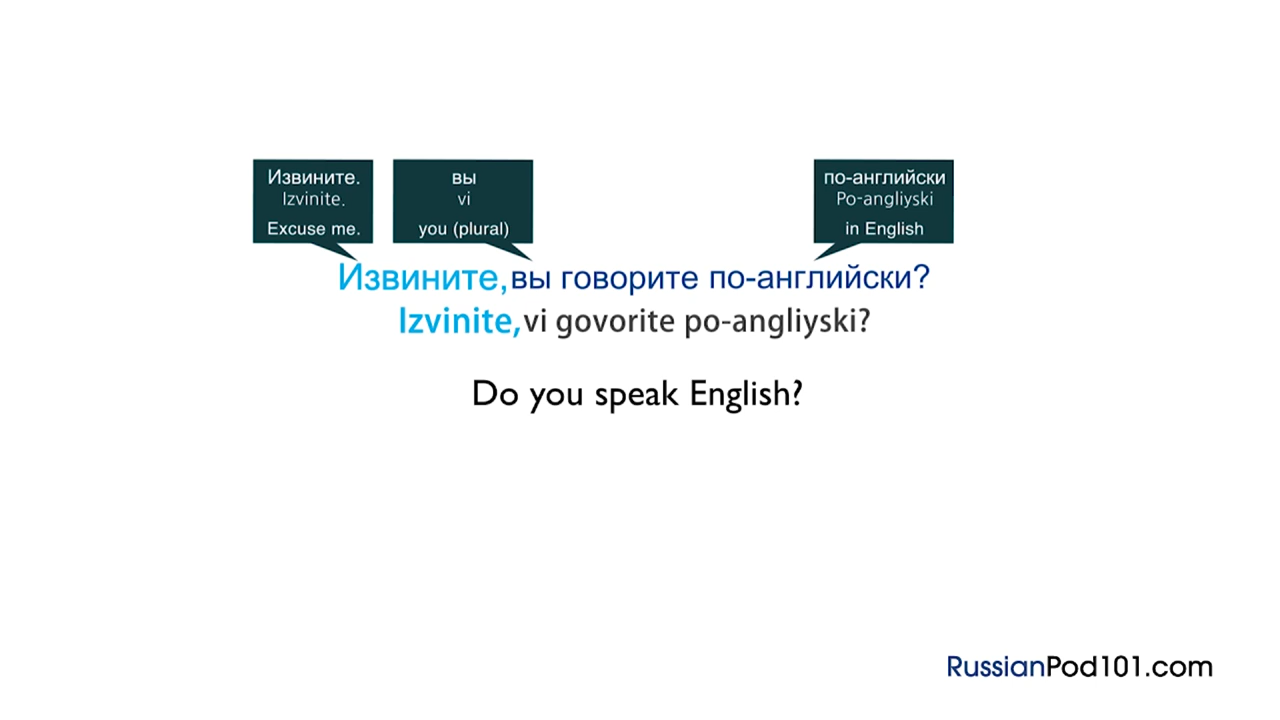 Извините.
Izvinite.
Excuse me.
вы
vi
you (plural)
по-английски
Po-angliyski
in English
Извините, вы говорите по-английски?
Izvinite, vi govorite po-angliyski?
Do you speak English?
RussianPod101.com